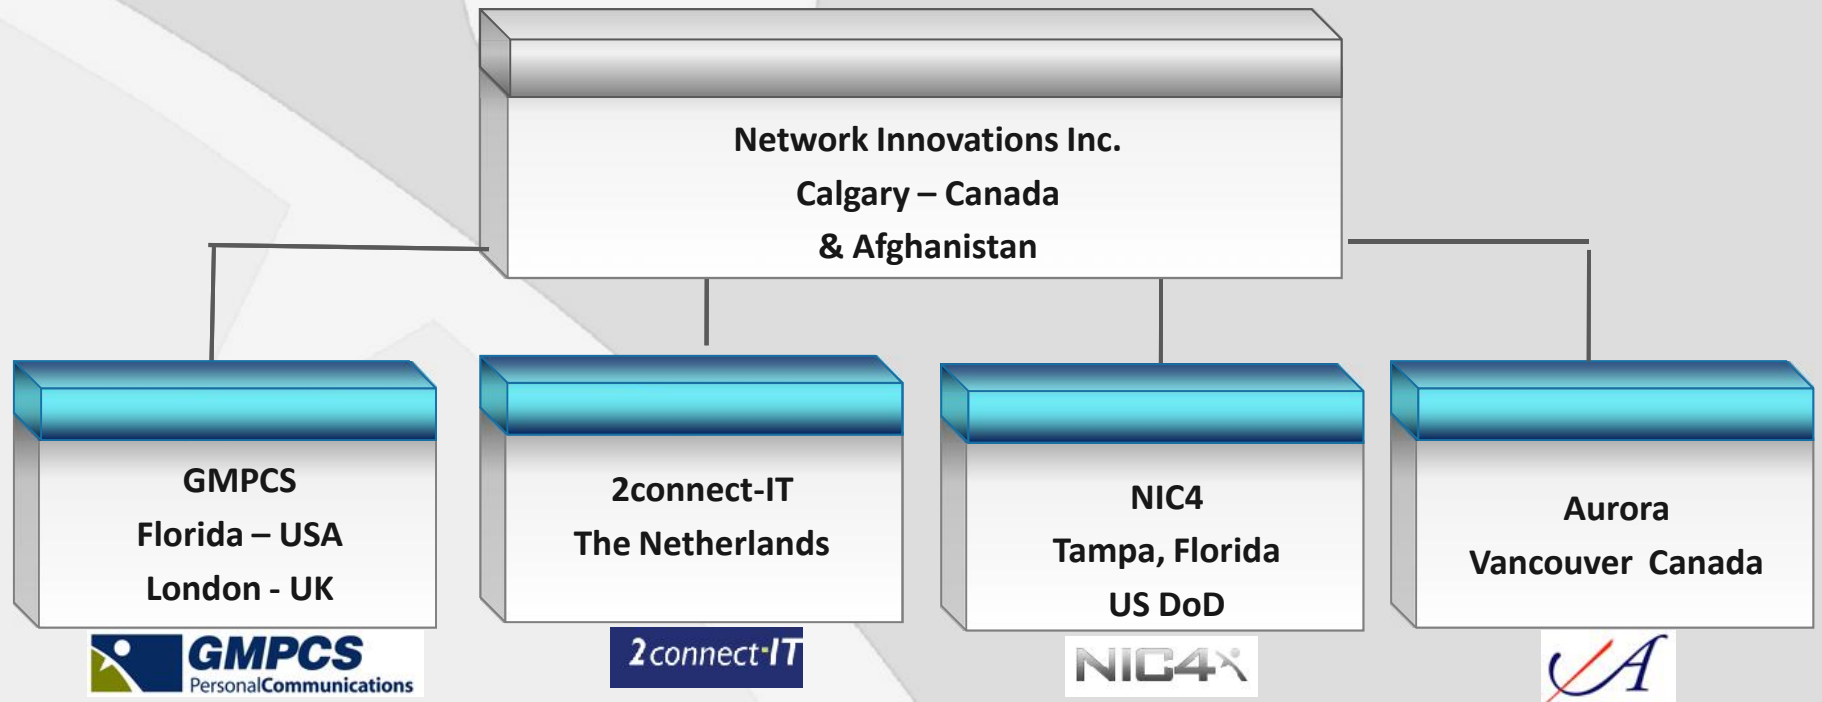 Network Innovations Inc.
Calgary – Canada
& Afghanistan
GMPCS
Florida – USA
London - UK
2connect-IT
The Netherlands
NIC4
Tampa, Florida
US DoD
Aurora
Vancouver Canada
GMPCS
PersonalCommunications
2connect-IT
NIC4
A